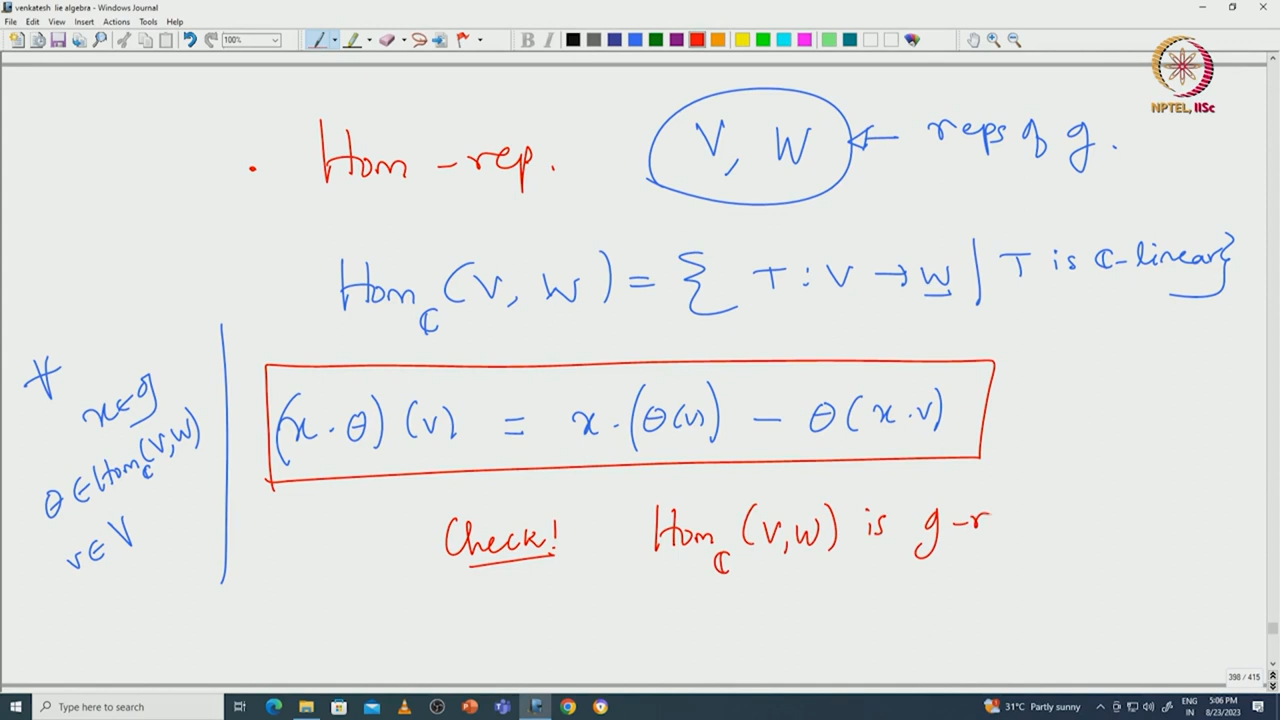 venkatesh lie algebra - Windows Journal
File Edit View Insert Actions Tools Help
100%
NPTEL, IISc
. Hom -rep. V, W ← reps of g.
Hom_ℂ (V, W) = { T : V → W | T is ℂ-linear}
∀ x ∈ g
θ ∈ Hom_ℂ (V, W)
v ∈ V
(x · θ) (v) = x · (θ(v)) - θ(x · v)
Check! Hom_ℂ (V, W) is g-r
398 / 415
Type here to search
31°C Partly sunny
ENG
IN
5:06 PM
8/23/2023